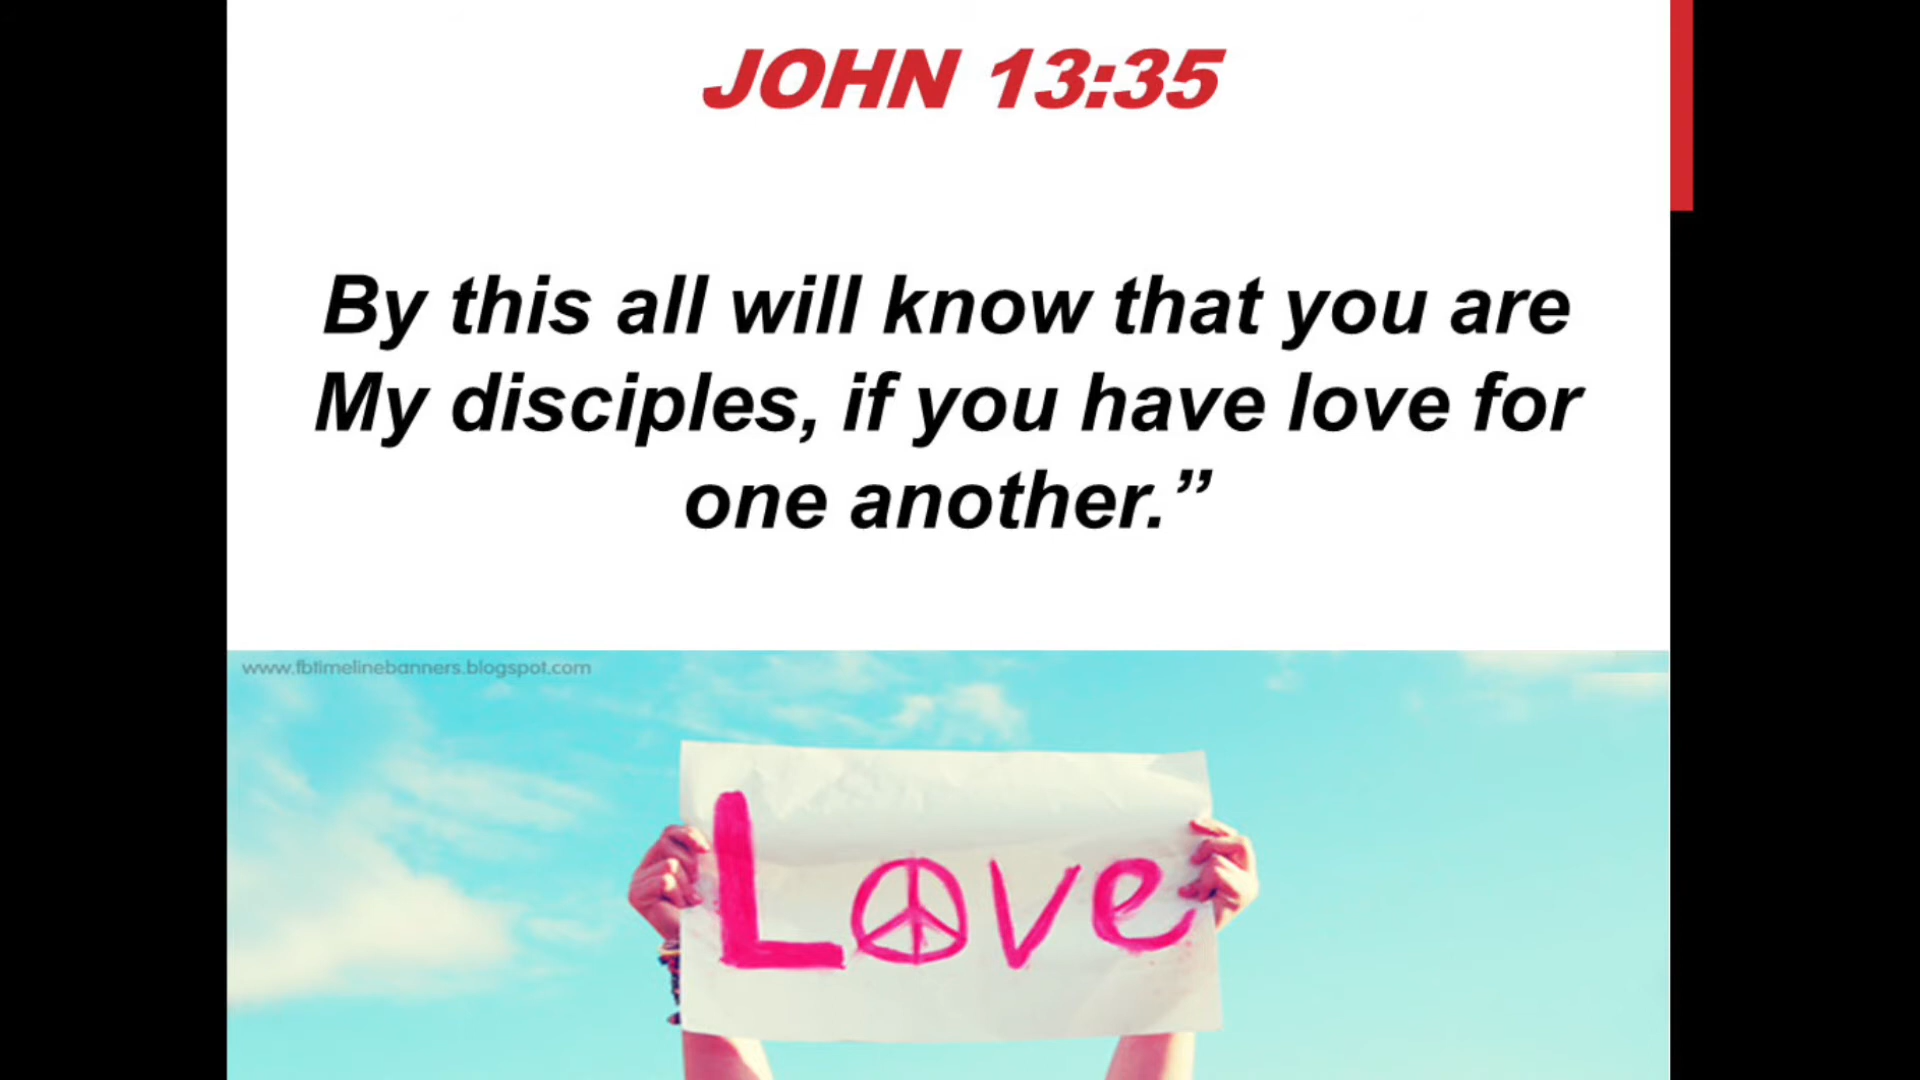 JOHN 13:35
By this all will know that you are
My disciples, if you have love for
one another.”
www.fbtimelinebanners.blogspot.com
Love